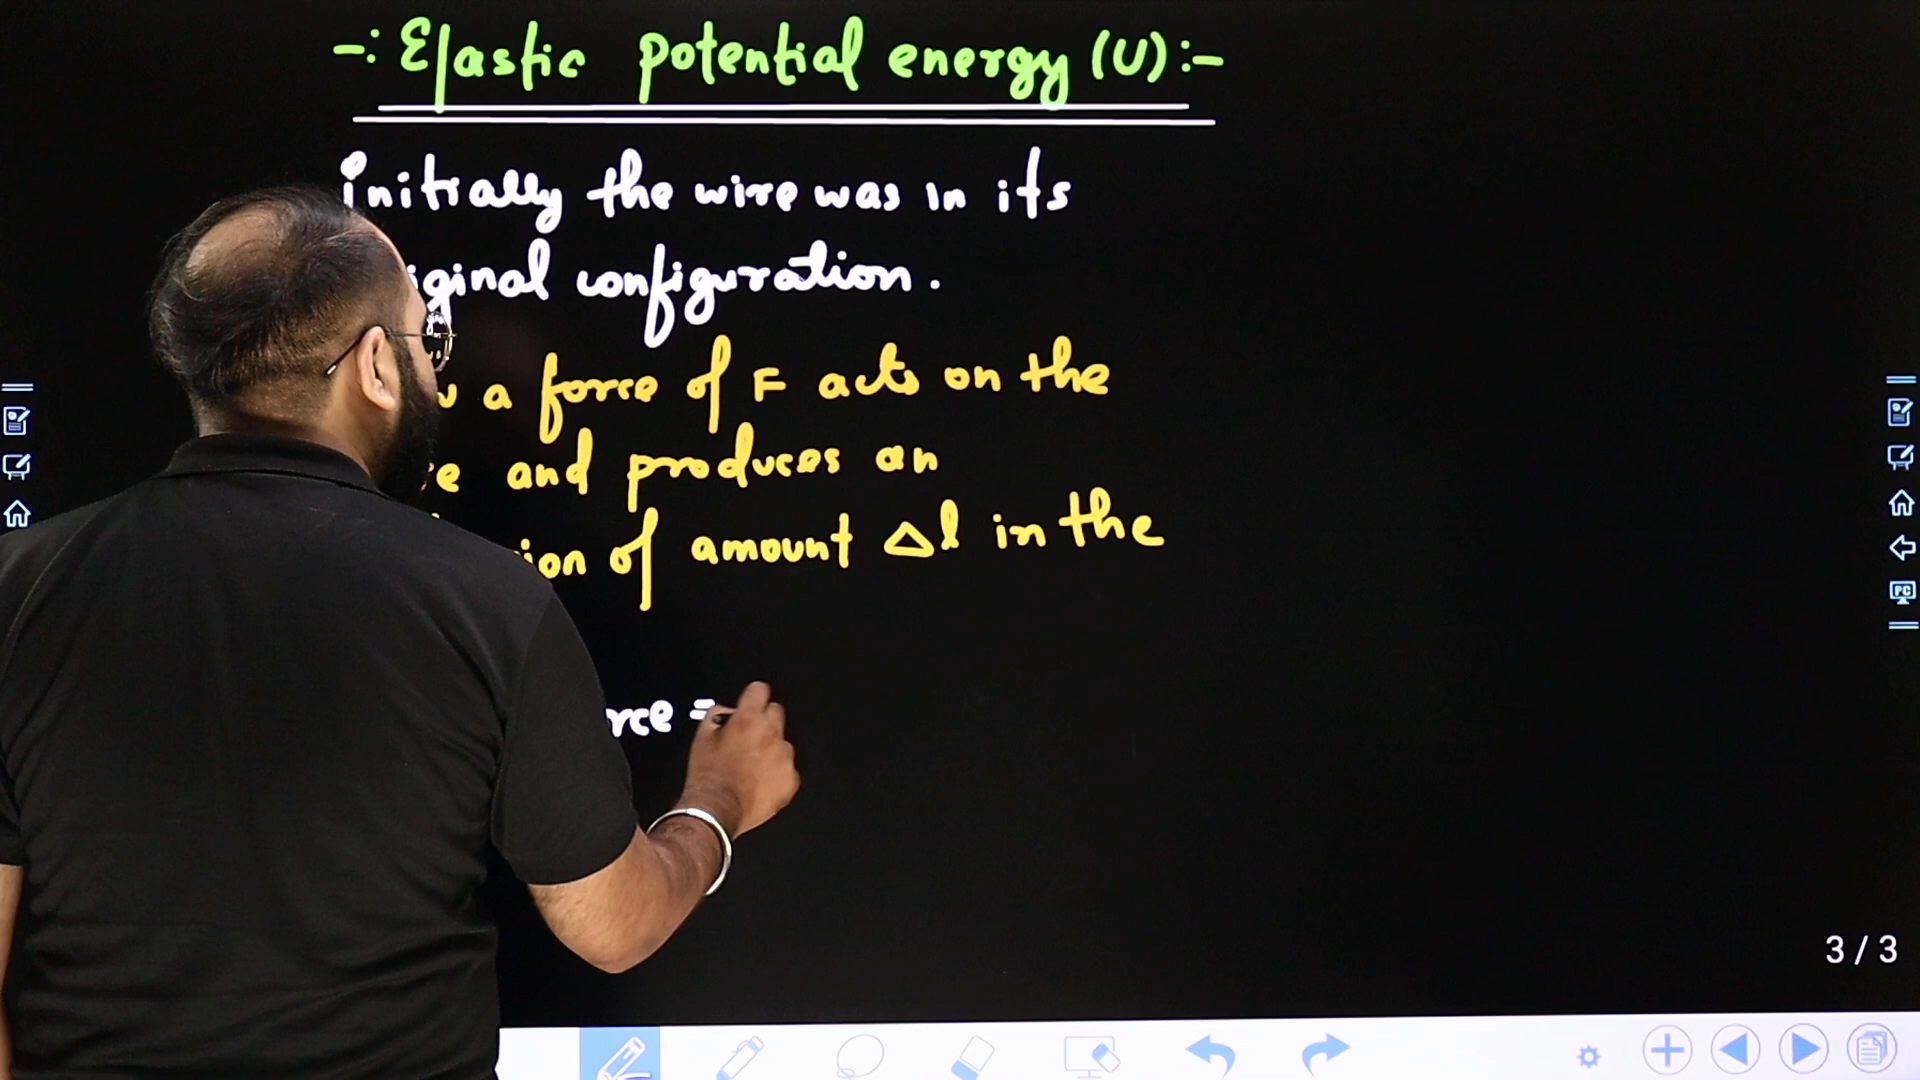 -: Elastic potential energy (U) :-
initially the wire was in its
iginal configuration.
a force of F acts on the
and produces an
ion of amount Δl in the
rce =
3 / 3
PC